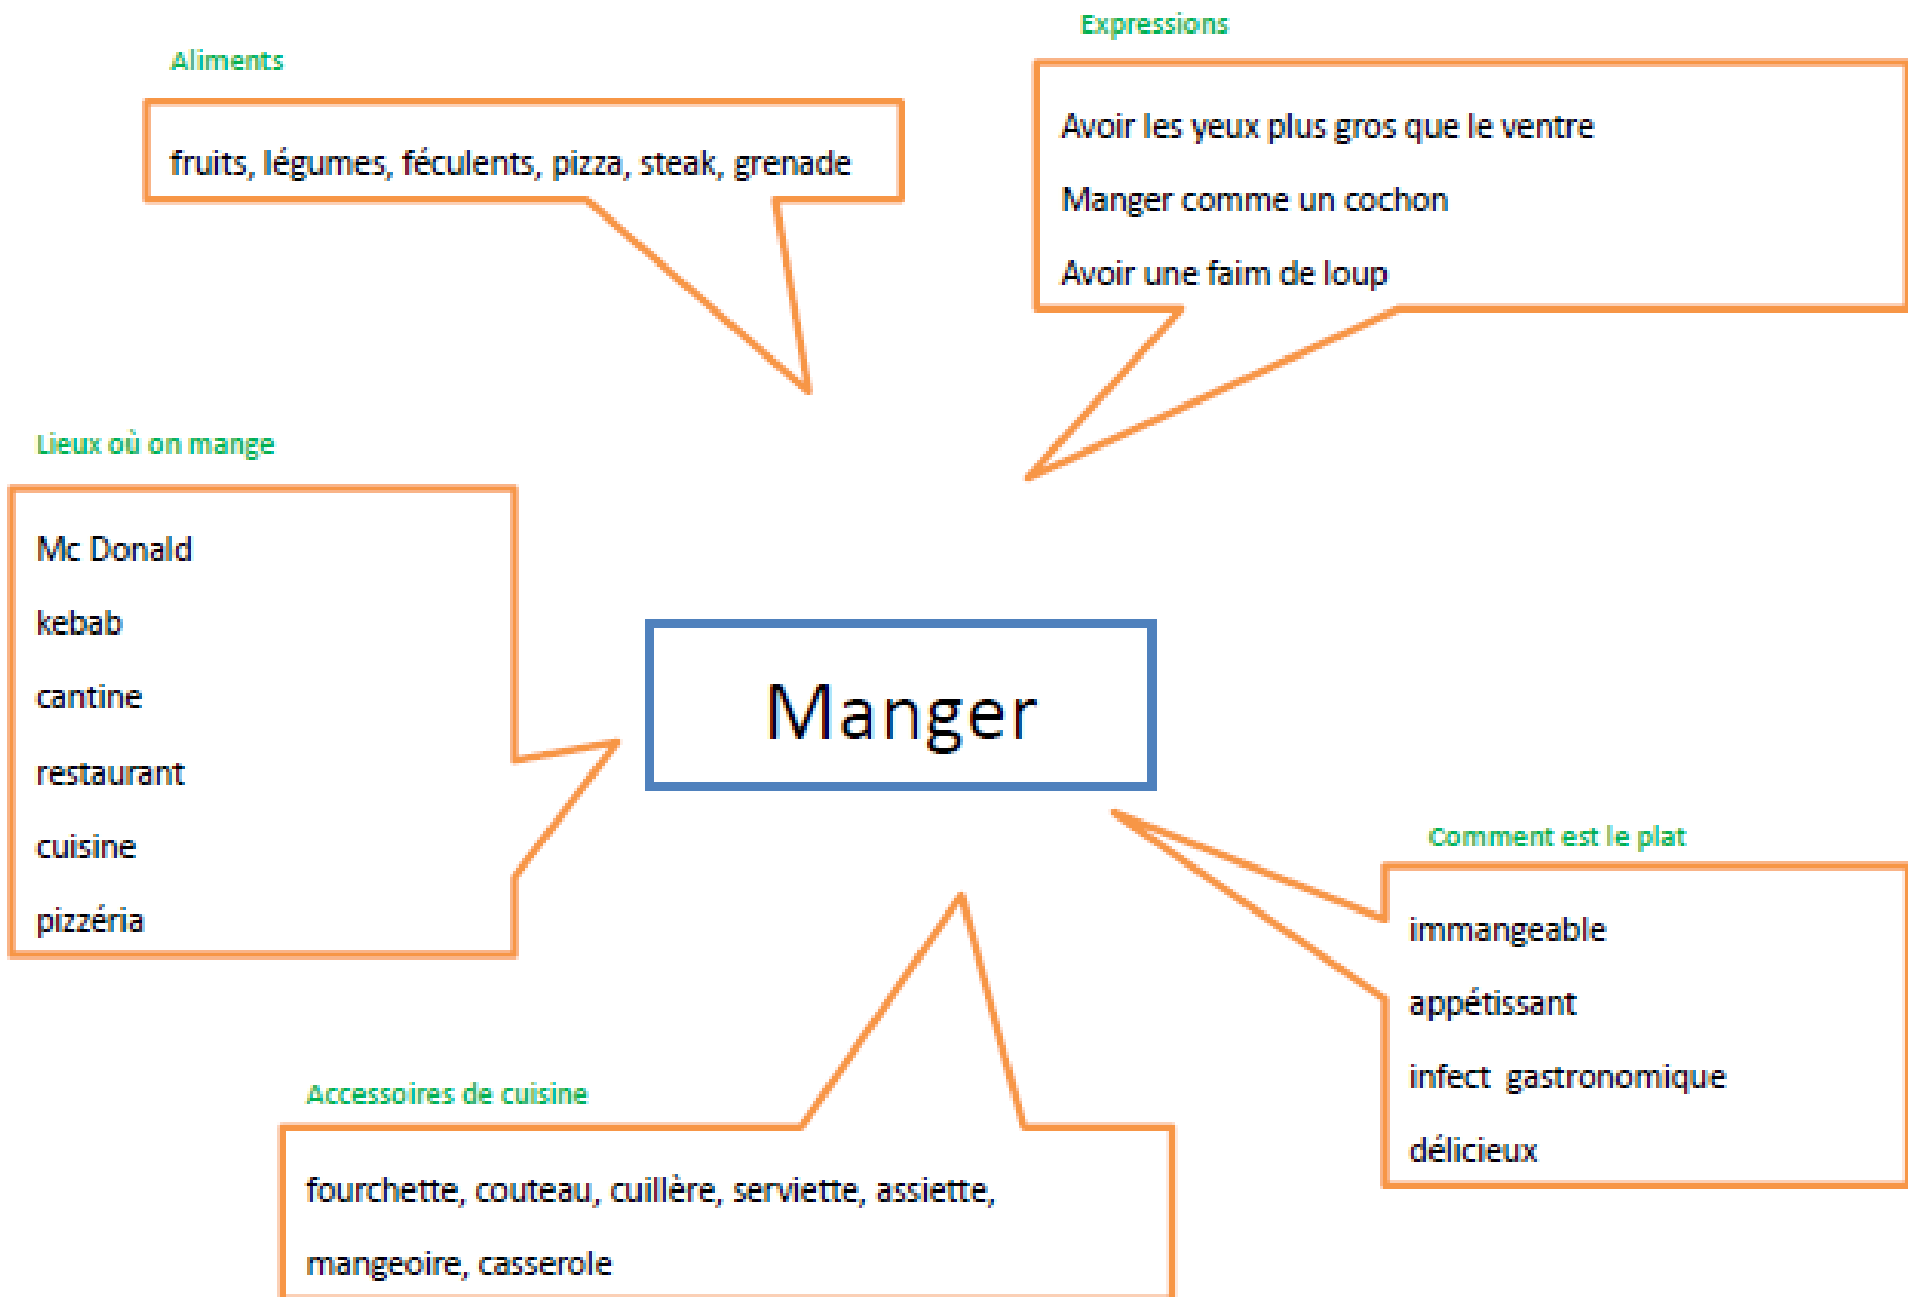 Aliments
fruits, légumes, féculents, pizza, steak, grenade
Expressions
Avoir les yeux plus gros que le ventre
Manger comme un cochon
Avoir une faim de loup
Lieux où on mange
Mc Donald
kebab
cantine
restaurant
cuisine
pizzéria
Manger
Comment est le plat
immangeable
appétissant
infect gastronomique
délicieux
Accessoires de cuisine
fourchette, couteau, cuillère, serviette, assiette,
mangeoire, casserole